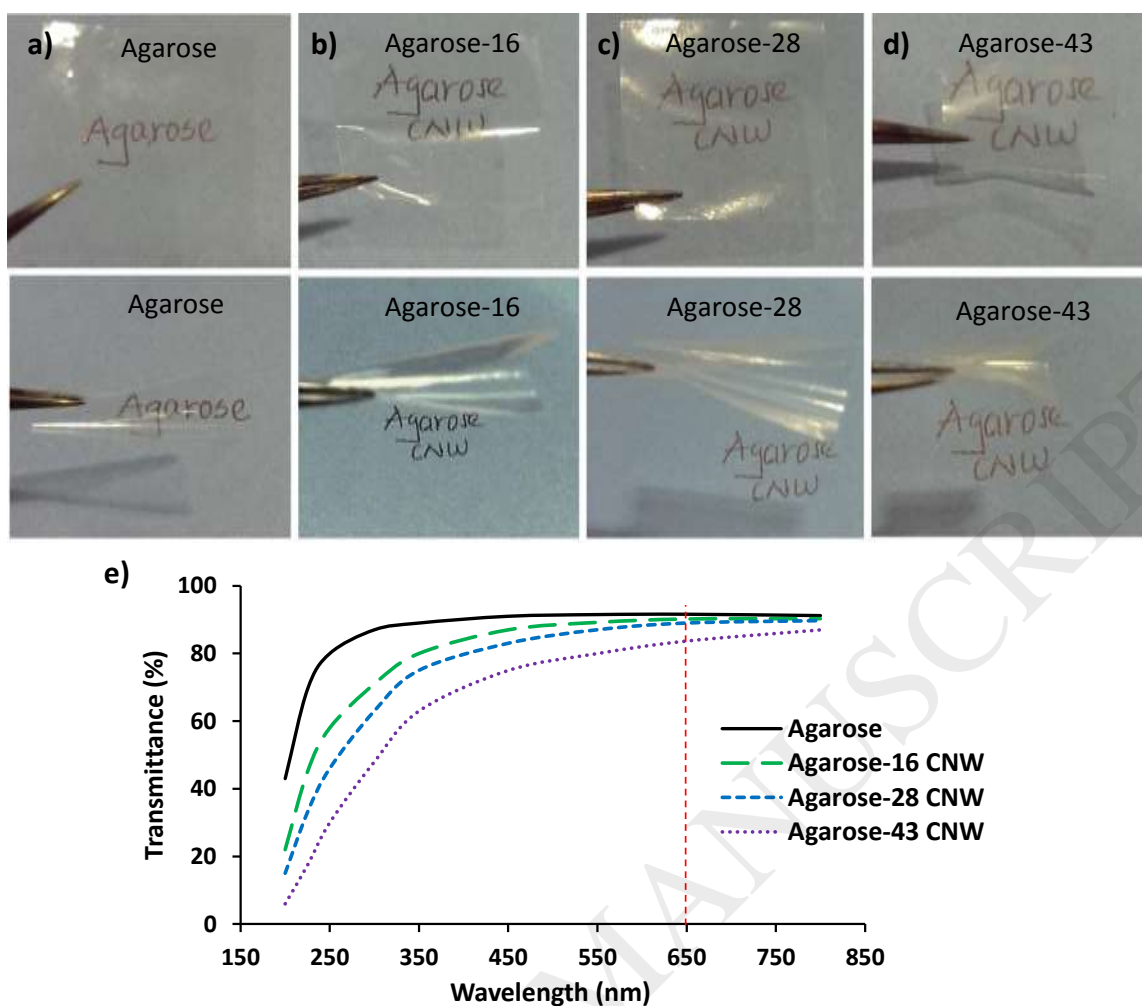 a) Agarose
Agarose
b) Agarose-16
Agarose
CNW
c) Agarose-28
Agarose
CNW
d) Agarose-43
Agarose
CNW
Agarose
Agarose
Agarose-16
Agarose
CNW
Agarose-28
Agarose
CNW
Agarose-43
Agarose
CNW
e)
Transmittance (%)
100
80
60
40
20
0
150 250 350 450 550 650 750 850
Wavelength (nm)
Agarose
Agarose-16 CNW
Agarose-28 CNW
Agarose-43 CNW
MANUSCRIPT